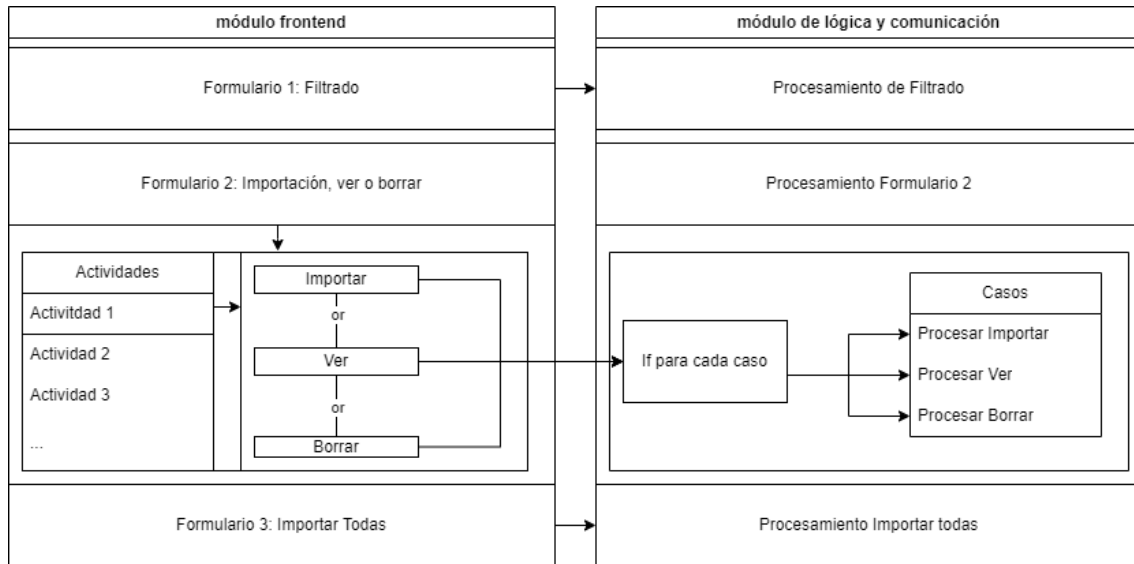 módulo frontend
módulo de lógica y comunicación
Formulario 1: Filtrado
Procesamiento de Filtrado
Formulario 2: Importación, ver o borrar
Procesamiento Formulario 2
Actividades
Activitdad 1
Actividad 2
Actividad 3
...
Importar
or
Ver
or
Borrar
If para cada caso
Casos
Procesar Importar
Procesar Ver
Procesar Borrar
Formulario 3: Importar Todas
Procesamiento Importar todas